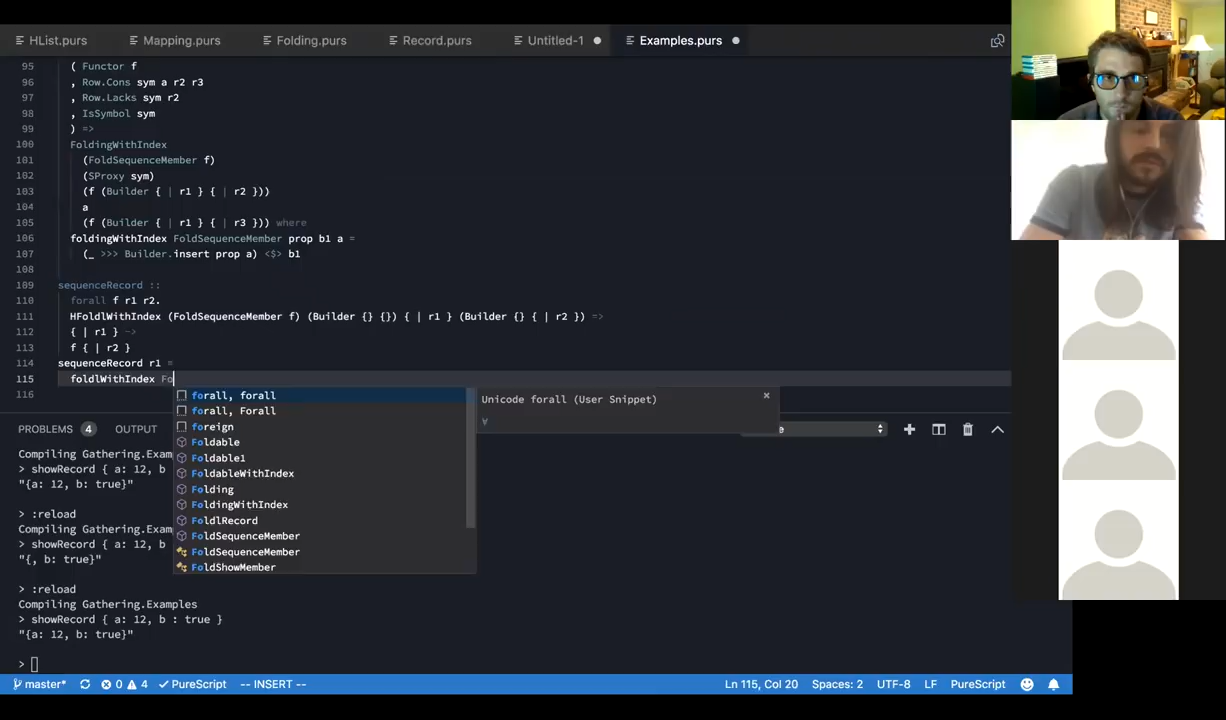 HList.purs Mapping.purs Folding.purs Record.purs Untitled-1 Examples.purs
95 ( Functor f
96 , Row.Cons sym a r2 r3
97 , Row.Lacks sym r2
98 , IsSymbol sym
99 ) =>
100 FoldingWithIndex
101 (FoldSequenceMember f)
102 (SProxy sym)
103 (f (Builder { | r1 } { | r2 }))
104 a
105 (f (Builder { | r1 } { | r3 })) where
106 foldingWithIndex FoldSequenceMember prop b1 a =
107 (_ >>> Builder.insert prop a) <$> b1
108
109 sequenceRecord ::
110 forall f r1 r2.
111 HFoldlWithIndex (FoldSequenceMember f) (Builder {} {}) { | r1 } (Builder {} { | r2 }) =>
112 { | r1 } ->
113 f { | r2 }
114 sequenceRecord r1 =
115 foldlWithIndex Fo
116
forall, forall
forall, Forall
foreign
Foldable
Foldable1
FoldableWithIndex
Folding
FoldingWithIndex
FoldlRecord
FoldSequenceMember
FoldSequenceMember
FoldShowMember
Unicode forall (User Snippet) ×
∀
PROBLEMS 4 OUTPUT
Compiling Gathering.Exam
> showRecord { a: 12, b
"{a: 12, b: true}"
> :reload
Compiling Gathering.Exam
> showRecord { a: 12, b
"{, b: true}"
> :reload
Compiling Gathering.Examples
> showRecord { a: 12, b : true }
"{a: 12, b: true}"
>
master* 0 4 PureScript -- INSERT -- Ln 115, Col 20 Spaces: 2 UTF-8 LF PureScript